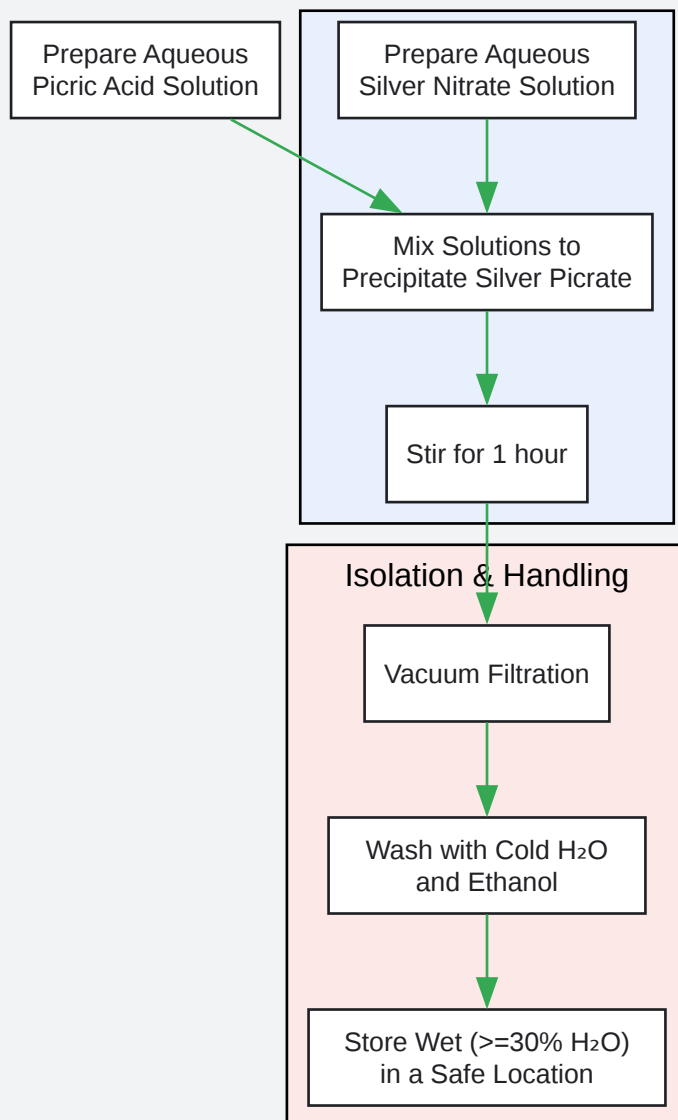 Prepare Aqueous
Picric Acid Solution
Prepare Aqueous
Silver Nitrate Solution
Mix Solutions to
Precipitate Silver Picrate
Stir for 1 hour
Isolation & Handling
Vacuum Filtration
Wash with Cold H₂O
and Ethanol
Store Wet (>=30% H₂O)
in a Safe Location